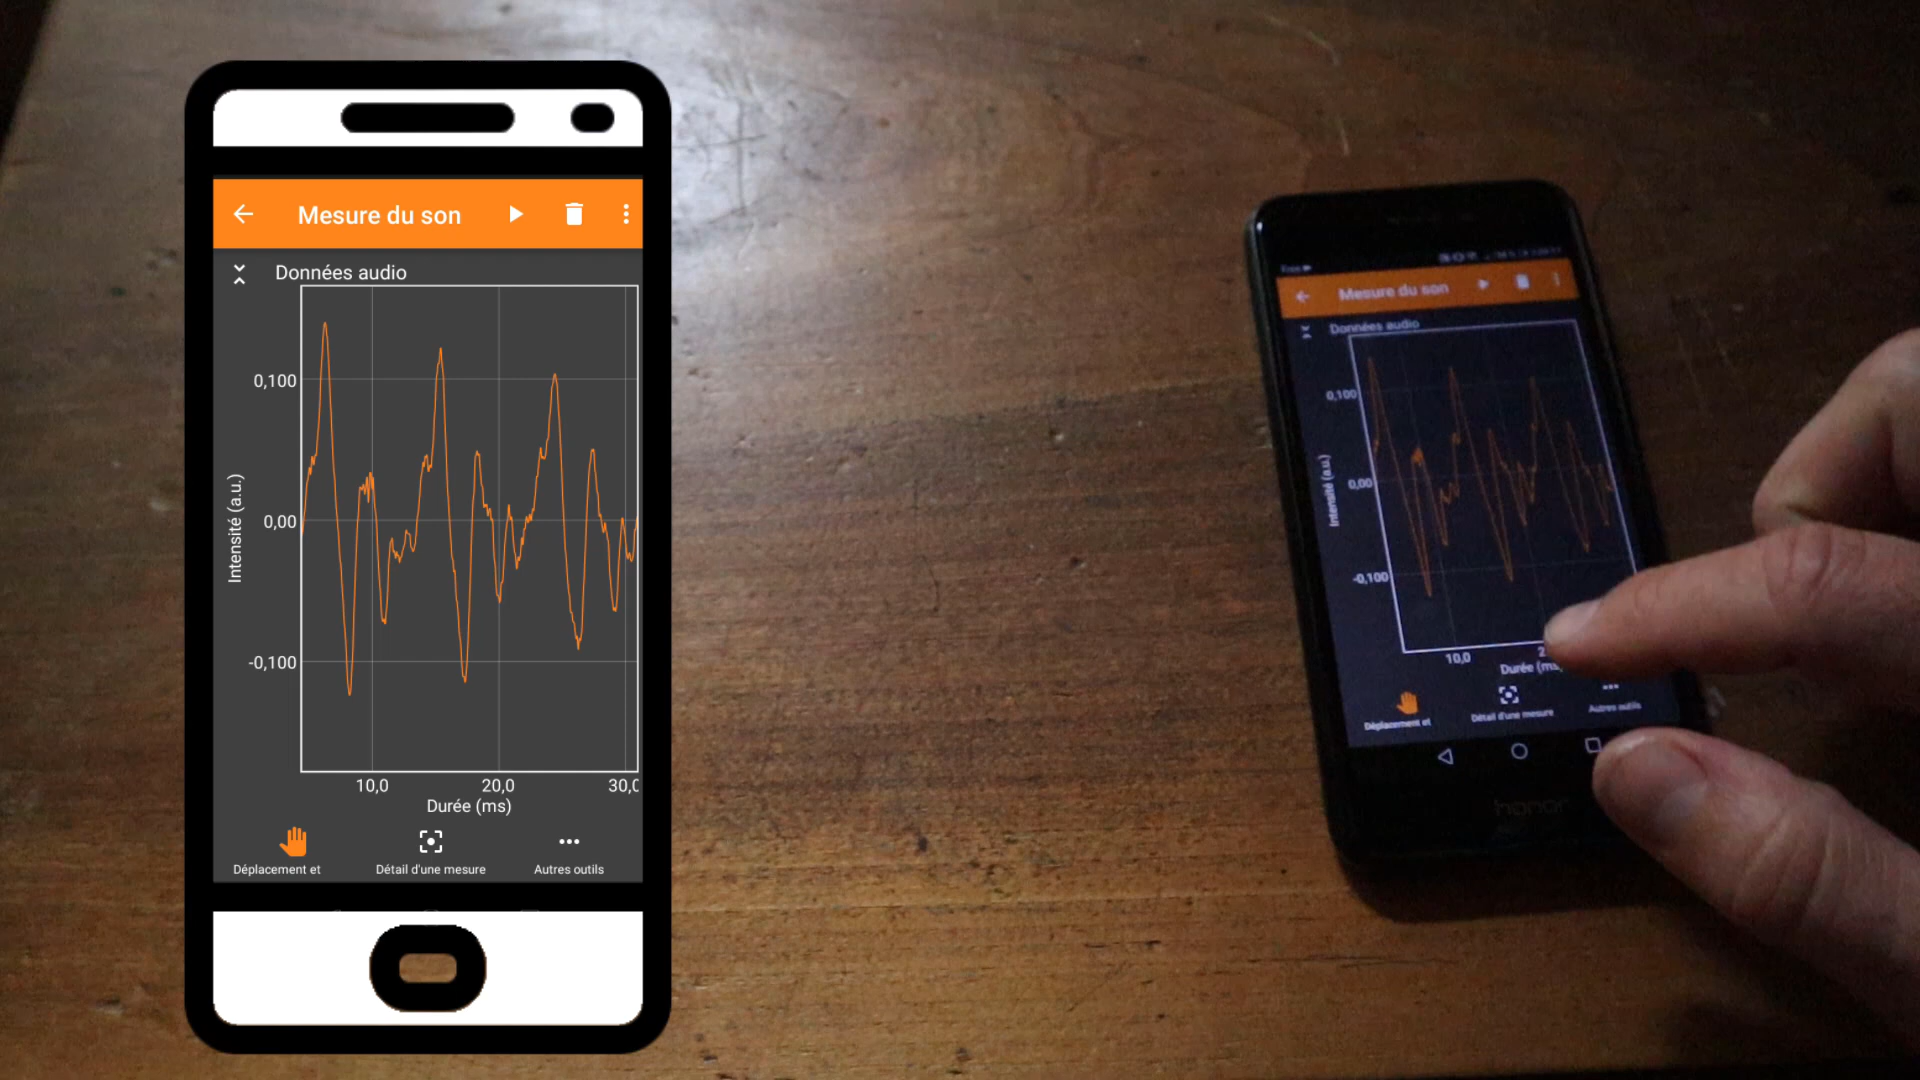 Mesure du son
Données audio
0,100
0,00
-0,100
Intensité (a.u.)
10,0
20,0
30,0
Durée (ms)
Déplacement et
Détail d'une mesure
Autres outils
Free
Mesure du son
Données audio
0,100
0,00
-0,100
Intensité (a.u.)
10,0
Durée (ms
Déplacement et
Détail d'une mesure
Autres outils
honor